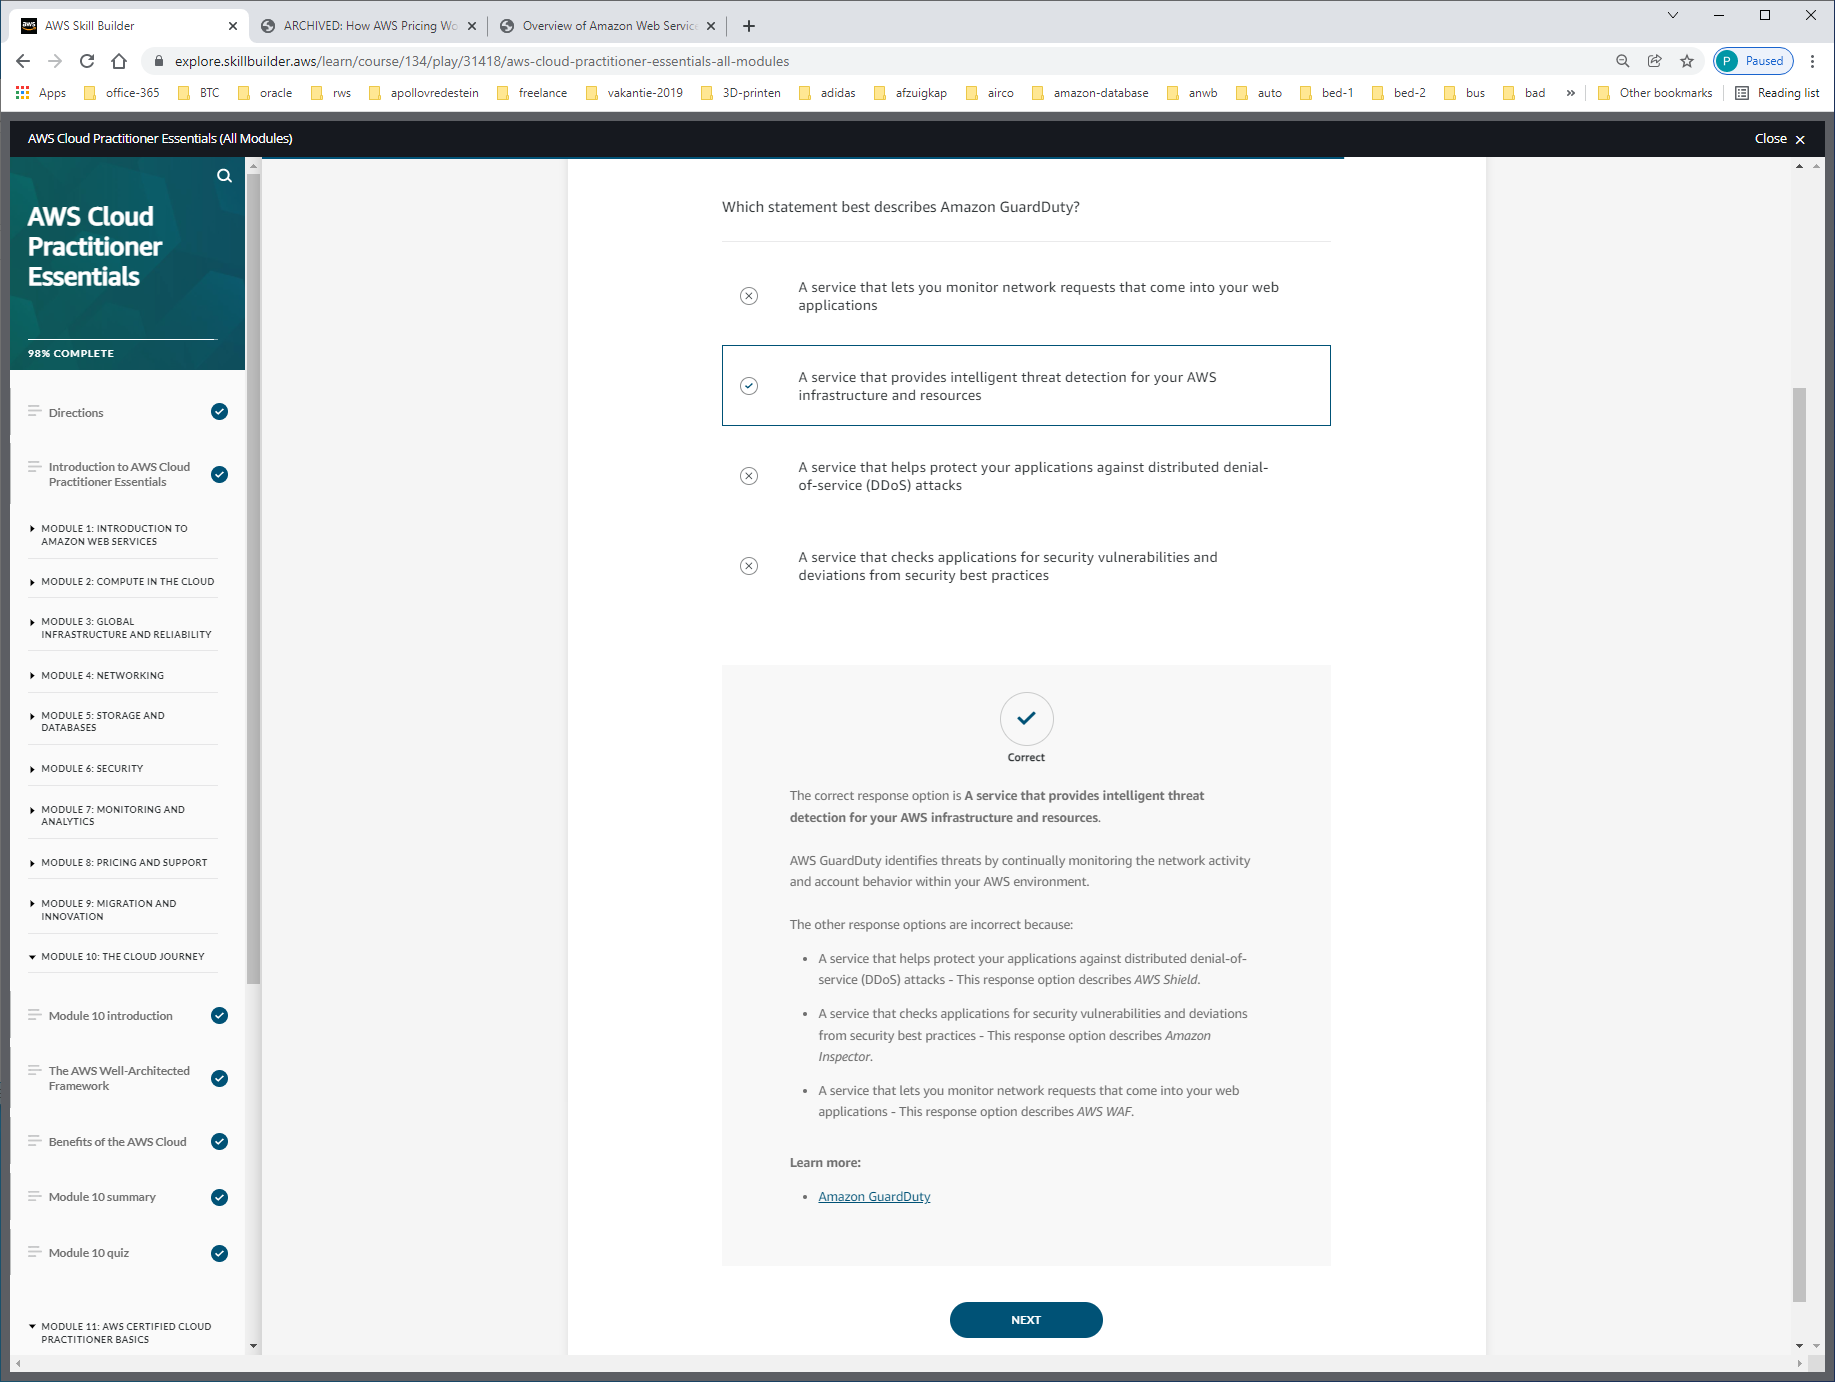 aws AWS Skill Builder
ARCHIVED: How AWS Pricing Wo
Overview of Amazon Web Service
explore.skillbuilder.aws/learn/course/134/play/31418/aws-cloud-practitioner-essentials-all-modules
P Paused
Apps office-365 BTC oracle rws apollovredestein freelance vakantie-2019 3D-printen adidas afzuigkap airco amazon-database anwb auto bed-1 bed-2 bus bad » Other bookmarks Reading list
AWS Cloud Practitioner Essentials (All Modules)
Close
AWS Cloud
Practitioner
Essentials
98% COMPLETE
Directions
Introduction to AWS Cloud
Practitioner Essentials
MODULE 1: INTRODUCTION TO
AMAZON WEB SERVICES
MODULE 2: COMPUTE IN THE CLOUD
MODULE 3: GLOBAL
INFRASTRUCTURE AND RELIABILITY
MODULE 4: NETWORKING
MODULE 5: STORAGE AND
DATABASES
MODULE 6: SECURITY
MODULE 7: MONITORING AND
ANALYTICS
MODULE 8: PRICING AND SUPPORT
MODULE 9: MIGRATION AND
INNOVATION
MODULE 10: THE CLOUD JOURNEY
Module 10 introduction
The AWS Well-Architected
Framework
Benefits of the AWS Cloud
Module 10 summary
Module 10 quiz
MODULE 11: AWS CERTIFIED CLOUD
PRACTITIONER BASICS
Which statement best describes Amazon GuardDuty?
A service that lets you monitor network requests that come into your web
applications
A service that provides intelligent threat detection for your AWS
infrastructure and resources
A service that helps protect your applications against distributed denial-
of-service (DDoS) attacks
A service that checks applications for security vulnerabilities and
deviations from security best practices
Correct
The correct response option is A service that provides intelligent threat
detection for your AWS infrastructure and resources.
AWS GuardDuty identifies threats by continually monitoring the network activity
and account behavior within your AWS environment.
The other response options are incorrect because:
• A service that helps protect your applications against distributed denial-of-
service (DDoS) attacks - This response option describes AWS Shield.
• A service that checks applications for security vulnerabilities and deviations
from security best practices - This response option describes Amazon
Inspector.
• A service that lets you monitor network requests that come into your web
applications - This response option describes AWS WAF.
Learn more:
• Amazon GuardDuty
NEXT